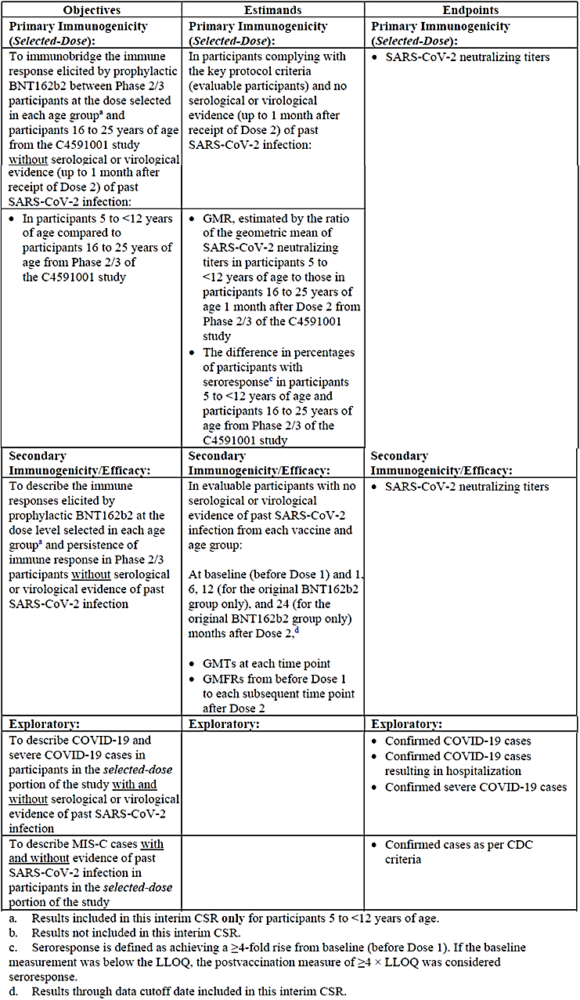 Objectives
Estimands
Endpoints
Primary Immunogenicity
(Selected-Dose):
Primary Immunogenicity
(Selected-Dose):
Primary Immunogenicity
(Selected-Dose):
To immunobridge the immune
response elicited by prophylactic
BNT162b2 between Phase 2/3
participants at the dose selected
in each age groupa and
participants 16 to 25 years of age
from the C4591001 study
without serological or virological
evidence (up to 1 month after
receipt of Dose 2) of past
SARS-CoV-2 infection:
In participants complying with
the key protocol criteria
(evaluable participants) and no
serological or virological
evidence (up to 1 month after
receipt of Dose 2) of past
SARS-CoV-2 infection:
• SARS-CoV-2 neutralizing titers
• In participants 5 to <12 years
of age compared to
participants 16 to 25 years of
age from Phase 2/3 of
the C4591001 study
• GMR, estimated by the ratio
of the geometric mean of
SARS-CoV-2 neutralizing
titers in participants 5 to
<12 years of age to those in
participants 16 to 25 years of
age 1 month after Dose 2 from
Phase 2/3 of the C4591001
study
• The difference in percentages
of participants with
seroresponsec in participants
5 to <12 years of age and
participants 16 to 25 years of
age from Phase 2/3 of the
C4591001 study
Secondary
Immunogenicity/Efficacy:
Secondary
Immunogenicity/Efficacy:
Secondary
Immunogenicity/Efficacy:
To describe the immune
responses elicited by
prophylactic BNT162b2 at the
dose level selected in each age
groupa and persistence of
immune response in Phase 2/3
participants without serological
or virological evidence of past
SARS-CoV-2 infection
In evaluable participants with no
serological or virological
evidence of past SARS-CoV-2
infection from each vaccine and
age group:
At baseline (before Dose 1) and 1,
6, 12 (for the original BNT162b2
group only), and 24 (for the
original BNT162b2 group only)
months after Dose 2,d
• GMTs at each time point
• GMFRs from before Dose 1
to each subsequent time point
after Dose 2
• SARS-CoV-2 neutralizing titers
Exploratory:
Exploratory:
Exploratory:
To describe COVID-19 and
severe COVID-19 cases in
participants in the selected-dose
portion of the study with and
without serological or virological
evidence of past SARS-CoV-2
infection
• Confirmed COVID-19 cases
• Confirmed COVID-19 cases
resulting in hospitalization
• Confirmed severe COVID-19 cases
To describe MIS-C cases with
and without evidence of past
SARS-CoV-2 infection in
participants in the selected-dose
portion of the study
• Confirmed cases as per CDC
criteria
a. Results included in this interim CSR only for participants 5 to <12 years of age.
b. Results not included in this interim CSR.
c. Seroresponse is defined as achieving a ≥4-fold rise from baseline (before Dose 1). If the baseline
measurement was below the LLOQ, the postvaccination measure of ≥4 × LLOQ was considered
seroresponse.
d. Results through data cutoff date included in this interim CSR.